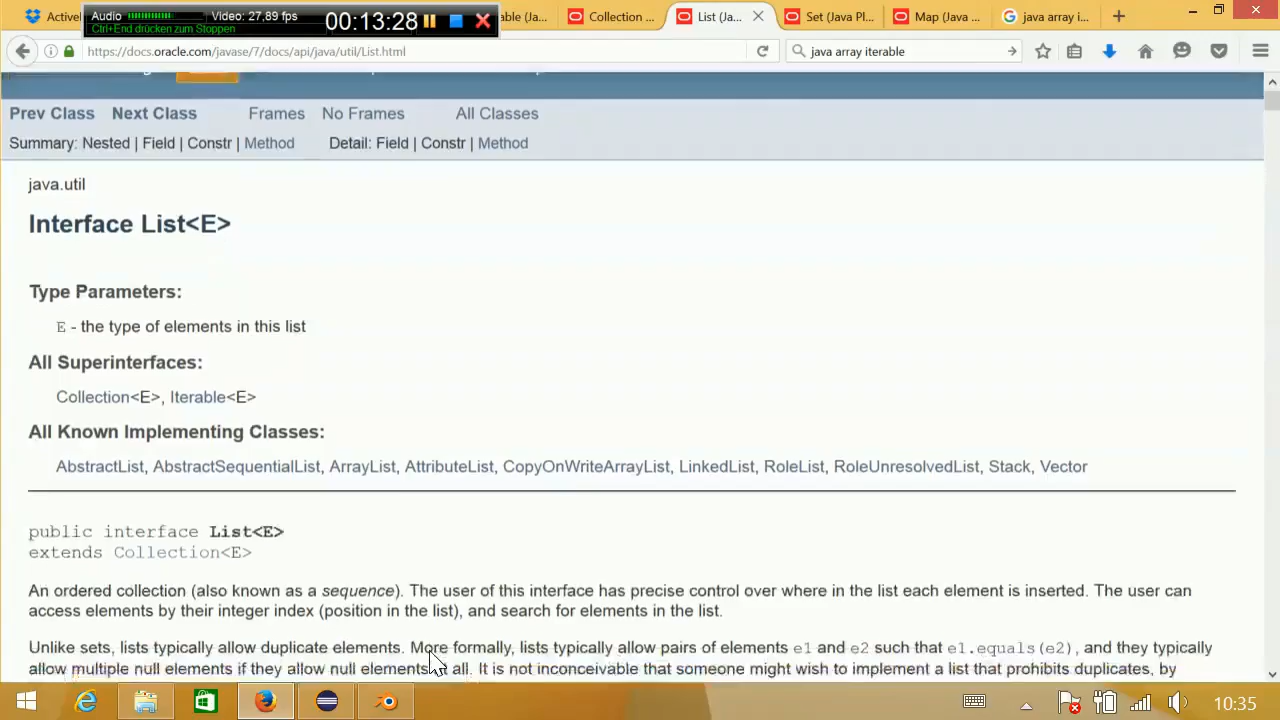 Activi
Audio
Video: 27,89 fps
00:13:28
Ctrl+End drücken zum Stoppen
able (Ja...
Collection ...
List (Ja...
Set (Java Pl...
Map (Java ...
java array i...
https://docs.oracle.com/javase/7/docs/api/java/util/List.html
java array iterable
Prev Class Next Class Frames No Frames All Classes
Summary: Nested | Field | Constr | Method Detail: Field | Constr | Method
java.util
Interface List<E>
Type Parameters:
E - the type of elements in this list
All Superinterfaces:
Collection<E>, Iterable<E>
All Known Implementing Classes:
AbstractList, AbstractSequentialList, ArrayList, AttributeList, CopyOnWriteArrayList, LinkedList, RoleList, RoleUnresolvedList, Stack, Vector
public interface List<E>
extends Collection<E>
An ordered collection (also known as a sequence). The user of this interface has precise control over where in the list each element is inserted. The user can
access elements by their integer index (position in the list), and search for elements in the list.
Unlike sets, lists typically allow duplicate elements. More formally, lists typically allow pairs of elements e1 and e2 such that e1.equals(e2), and they typically
allow multiple null elements if they allow null elements at all. It is not inconceivable that someone might wish to implement a list that prohibits duplicates, by
10:35